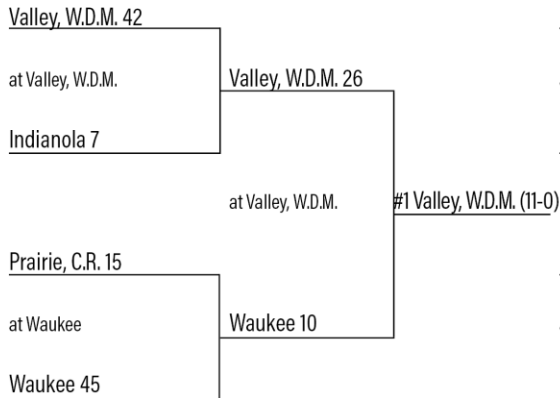 Valley, W.D.M. 42
at Valley, W.D.M.
Indianola 7
Valley, W.D.M. 26
at Valley, W.D.M.
#1 Valley, W.D.M. (11-0)
Prairie, C.R. 15
at Waukee
Waukee 45
Waukee 10